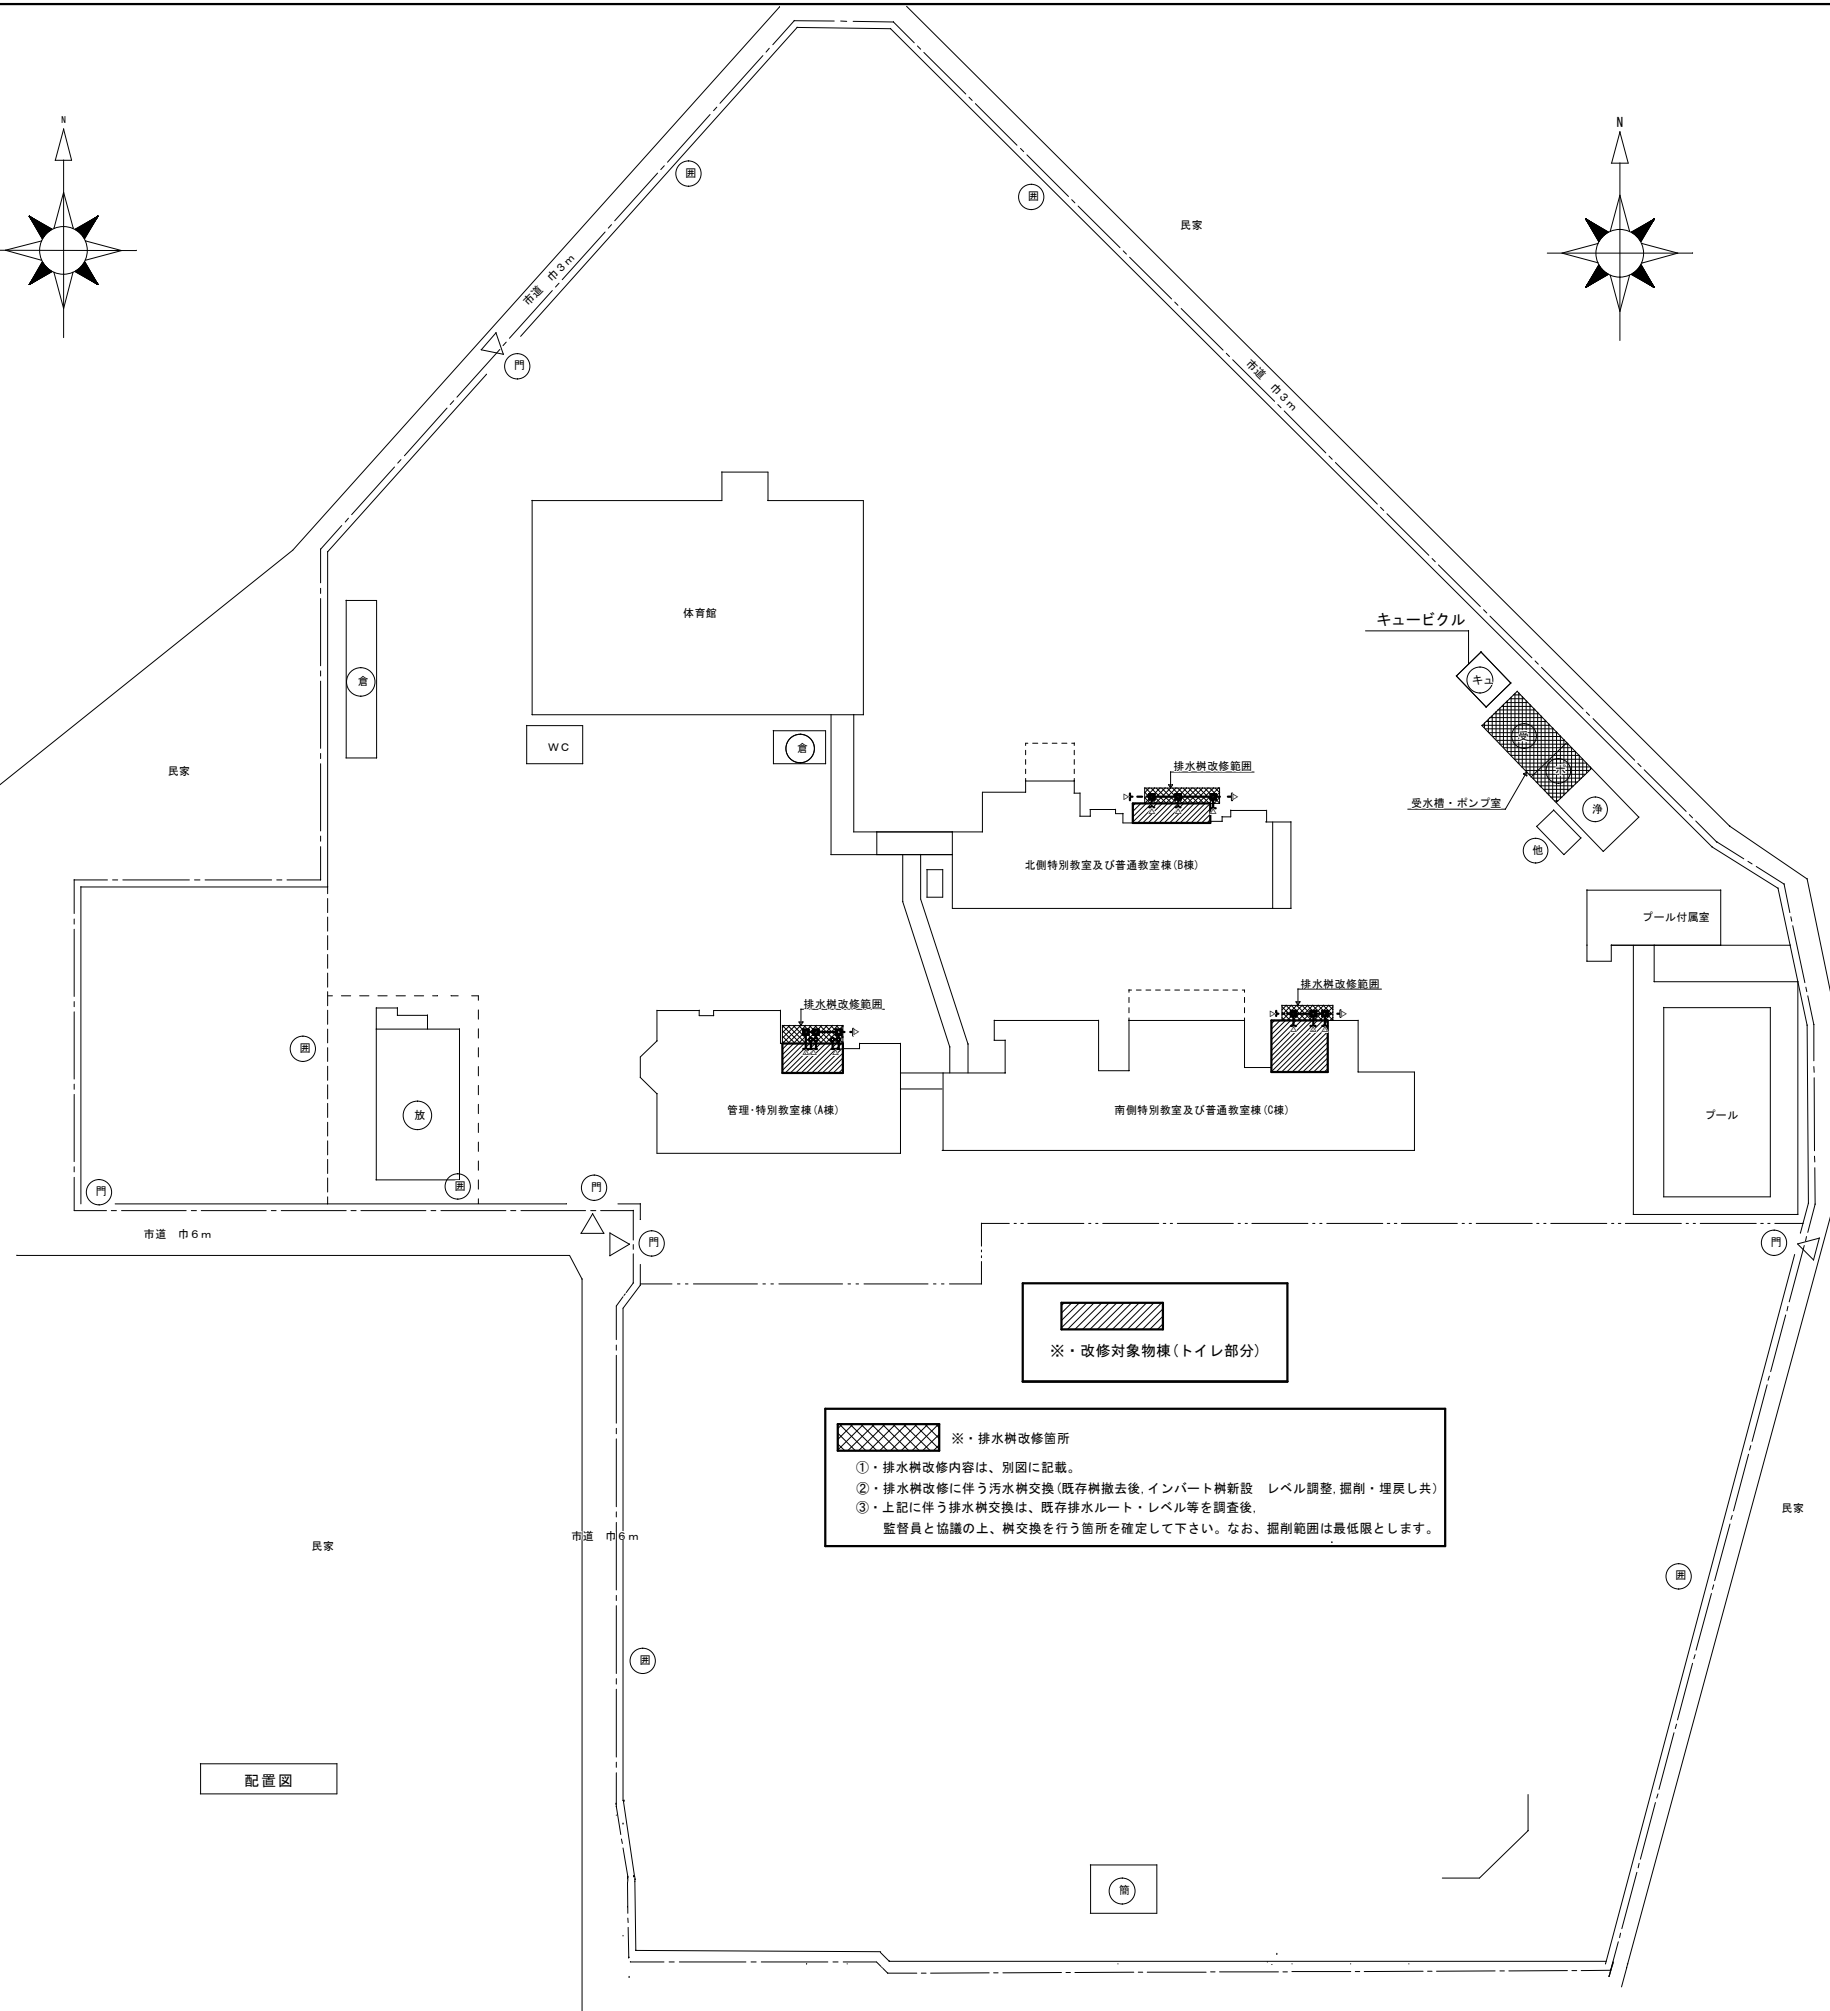 N
N
囲
囲
民家
市道　巾3m
門
市道　巾3m
体育館
キュービクル
キュ
倉
受
WC
倉
ポ
民家
排水桝改修範囲
受水槽・ポンプ室
浄
他
北側特別教室及び普通教室棟(B棟)
プール付属室
排水桝改修範囲
排水桝改修範囲
囲
放
管理・特別教室棟(A棟)
南側特別教室及び普通教室棟(C棟)
プール
門
囲
門
市道　巾6m
門
門
※・改修対象物棟(トイレ部分)
※・排水桝改修箇所
①・排水桝改修内容は、別図に記載。
②・排水桝改修に伴う汚水桝交換(既存桝撤去後,インバート桝新設　レベル調整,掘削・埋戻し共)
③・上記に伴う排水桝交換は、既存排水ルート・レベル等を調査後,
監督員と協議の上、桝交換を行う箇所を確定して下さい。なお、掘削範囲は最低限とします。
民家
民家
市道　巾6m
囲
囲
配置図
簡